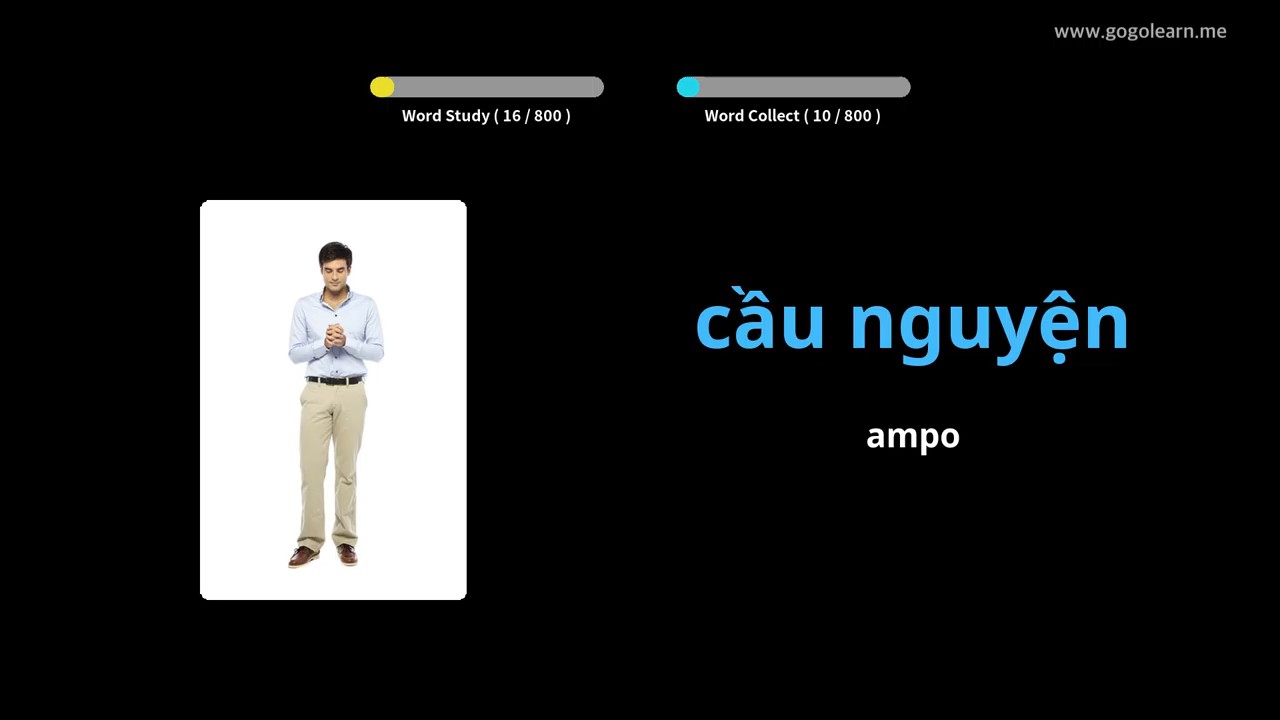 www.gogolearn.me
Word Study ( 16 / 800 )
Word Collect ( 10 / 800 )
cầu nguyện
ampo